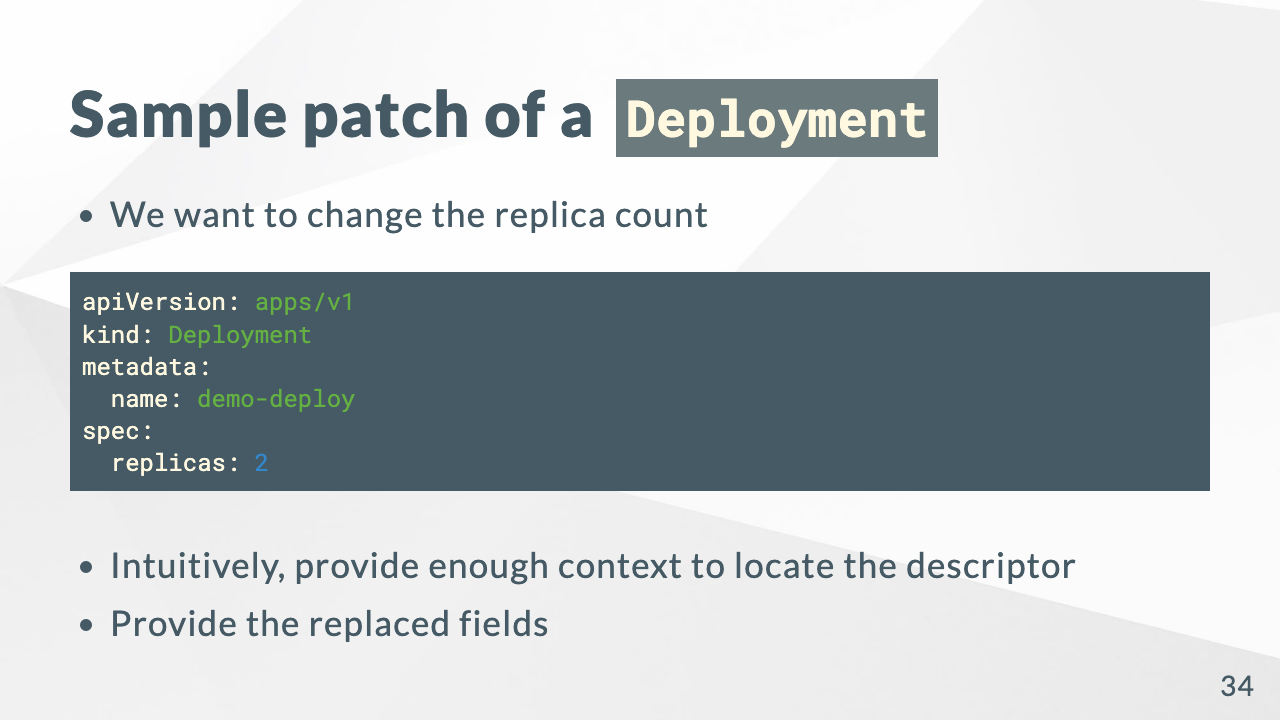 Sample patch of a Deployment
• We want to change the replica count
apiVersion: apps/v1
kind: Deployment
metadata:
  name: demo-deploy
spec:
  replicas: 2
• Intuitively, provide enough context to locate the descriptor
• Provide the replaced fields
34